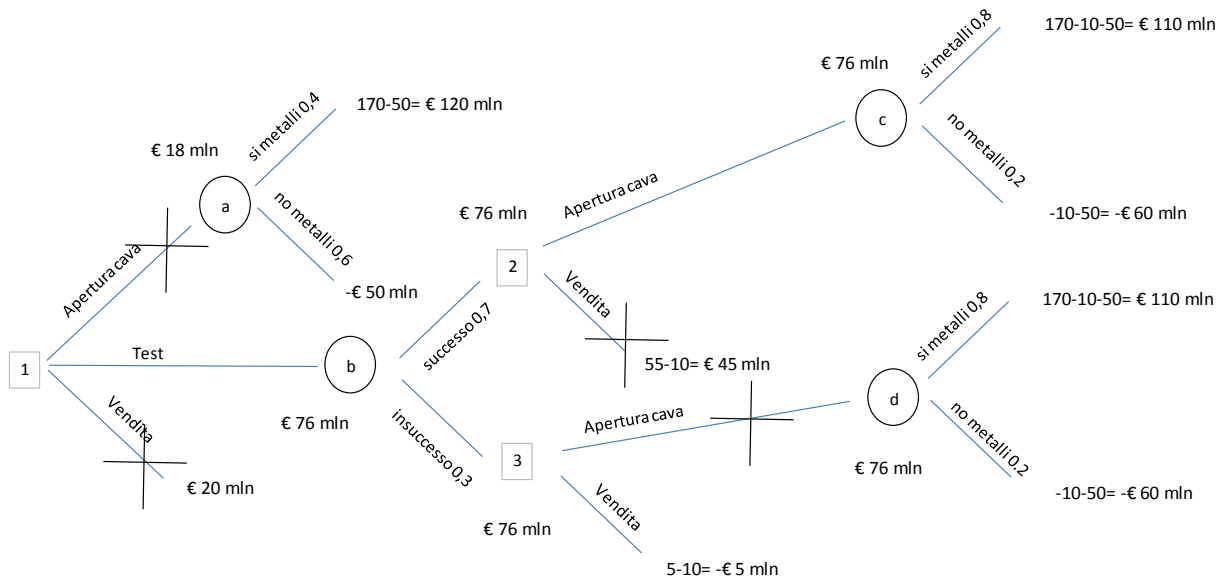 si metalli 0,8
170-10-50= € 110 mln
€ 76 mln
c
no metalli 0,2
-10-50= -€ 60 mln
si metalli 0,4
170-50= € 120 mln
€ 18 mln
a
no metalli 0,6
-€ 50 mln
Apertura cava
Apertura cava
€ 76 mln
2
Vendita
55-10= € 45 mln
successo 0,7
1
Test
b
€ 76 mln
Vendita
€ 20 mln
insuccesso 0,3
si metalli 0,8
170-10-50= € 110 mln
Apertura cava
d
no metalli 0,2
€ 76 mln
-10-50= -€ 60 mln
3
Vendita
€ 76 mln
5-10= -€ 5 mln